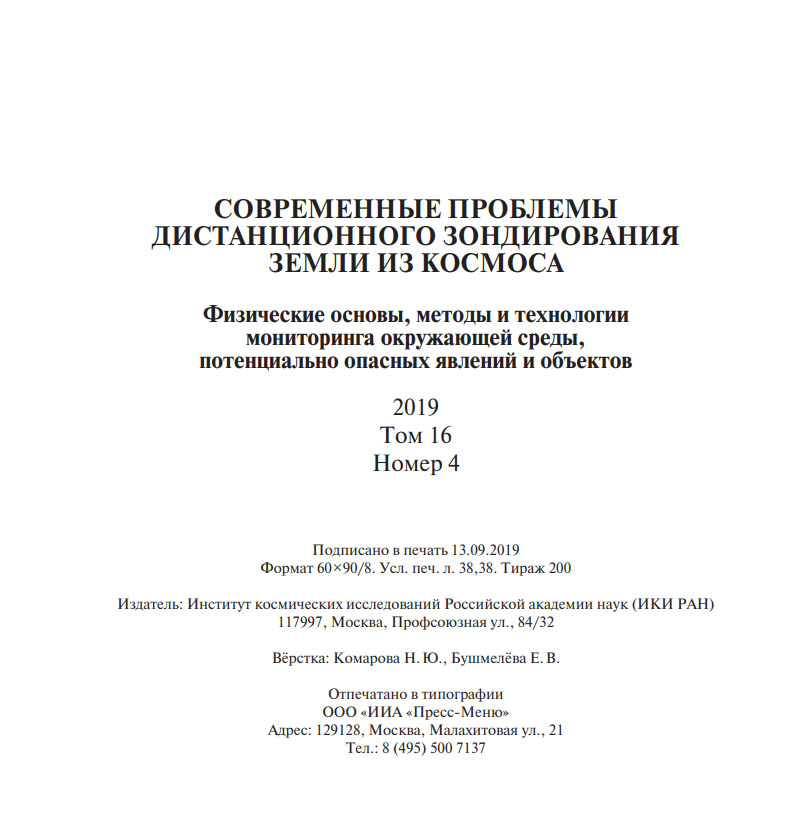 СОВРЕМЕННЫЕ ПРОБЛЕМЫ
ДИСТАНЦИОННОГО ЗОНДИРОВАНИЯ
ЗЕМЛИ ИЗ КОСМОСА
Физические основы, методы и технологии
мониторинга окружающей среды,
потенциально опасных явлений и объектов
2019
Том 16
Номер 4
Подписано в печать 13.09.2019
Формат 60×90/8. Усл. печ. л. 38,38. Тираж 200
Издатель: Институт космических исследований Российской академии наук (ИКИ РАН)
117997, Москва, Профсоюзная ул., 84/32
Вёрстка: Комарова Н. Ю., Бушмелёва Е. В.
Отпечатано в типографии
ООО «ИИА «Пресс-Меню»
Адрес: 129128, Москва, Малахитовая ул., 21
Тел.: 8 (495) 500 7137